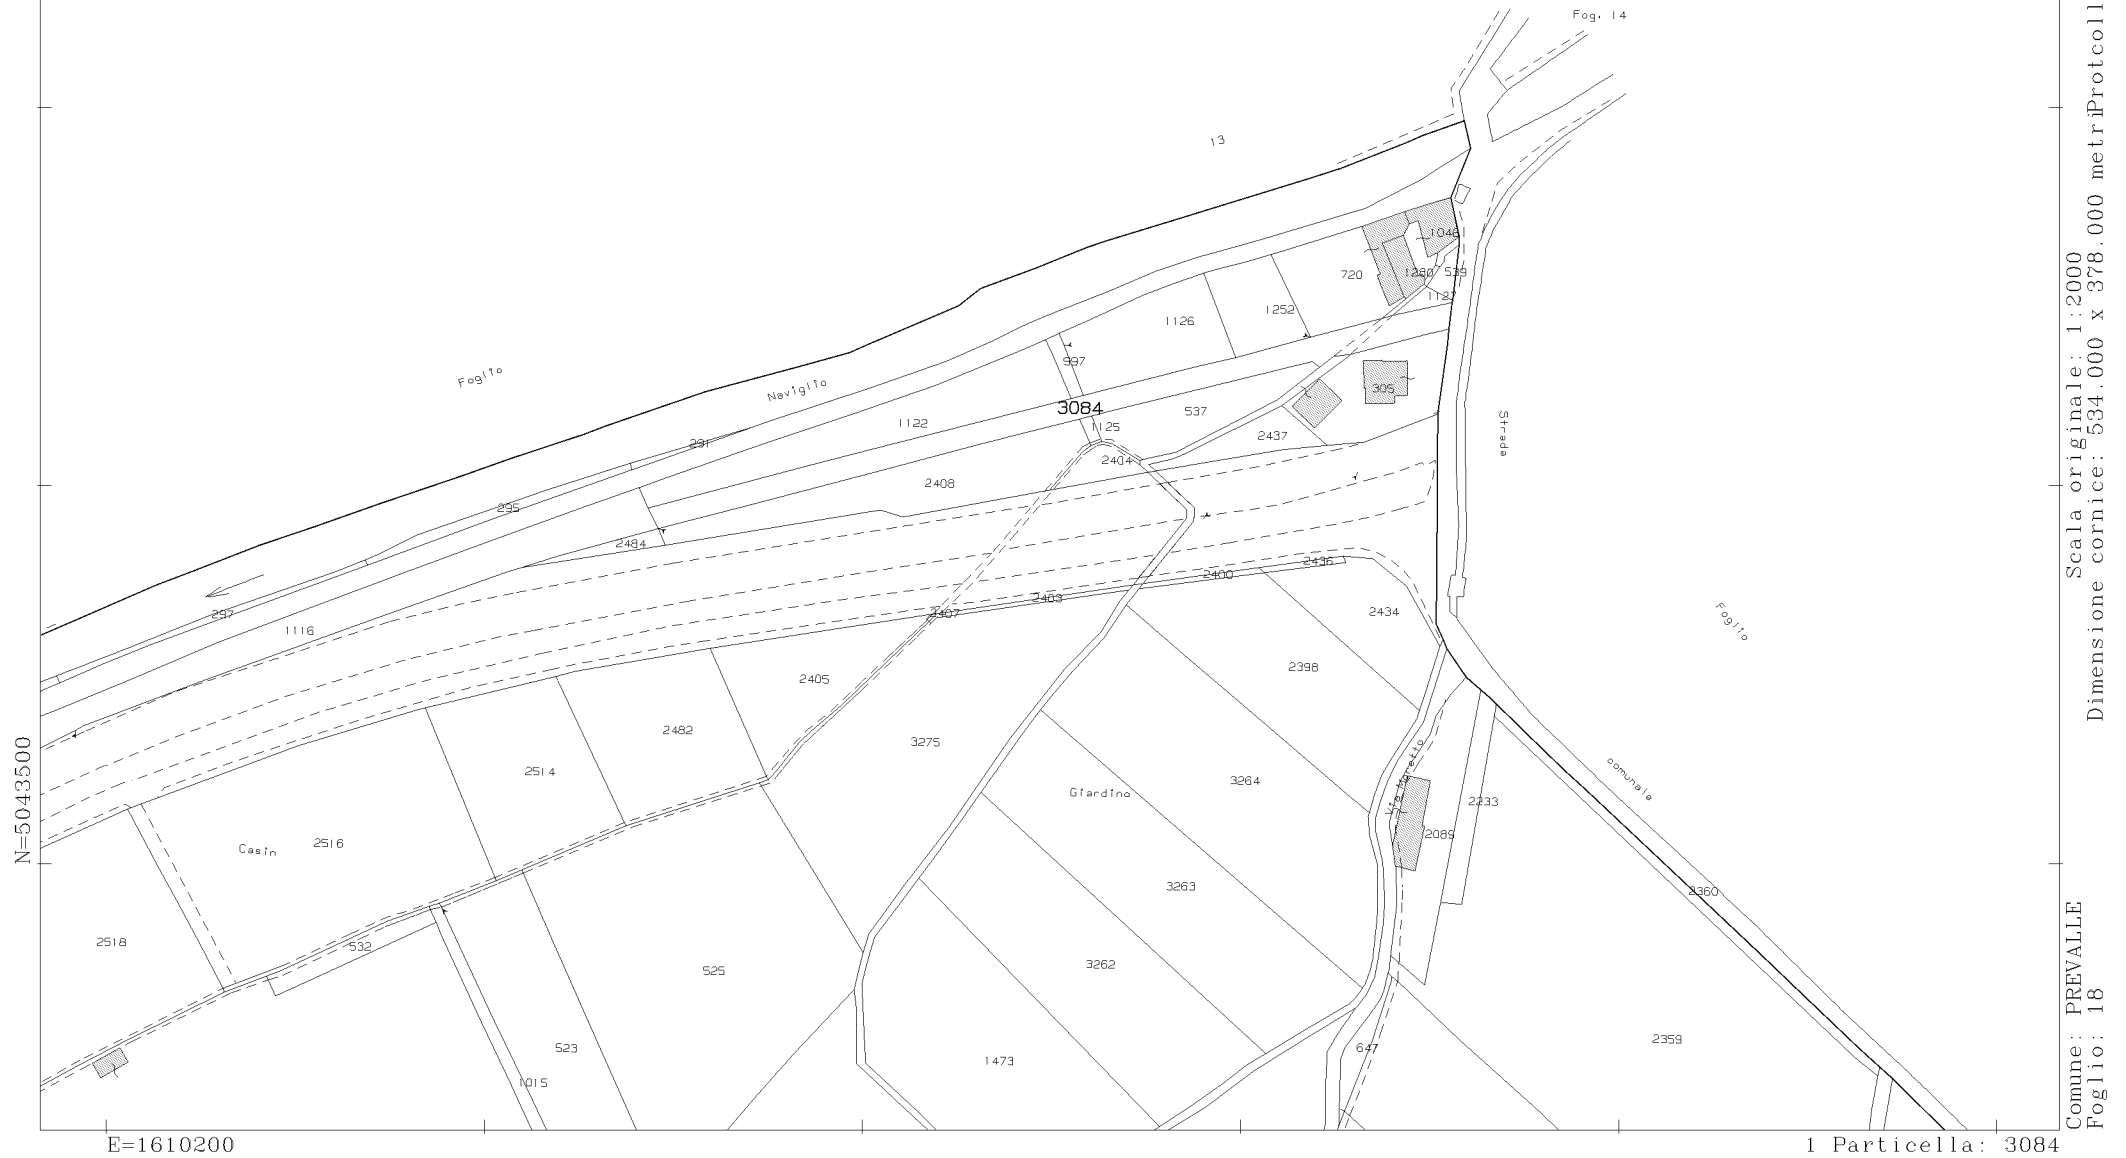 Fog. 14
13
1046
720
1280
539
1127
1252
1126
997
Foglio
Naviglio
305
3084
537
1122
1125
Strada
2437
291
2404
2408
295
2484
2436
2400
2403
297
2407
2434
1116
Foglio
2398
2405
2482
3275
Via Moretto
2514
3264
comunale
Giardino
2233
2089
Casin
2516
3263
2360
2518
532
3262
525
523
647
2359
1473
1015
N=5043500
E=1610200
1 Particella: 3084
Comune: PREVALLE
Foglio: 18
Scala originale: 1:2000
Dimensione cornice: 534.000 x 378.000 metri
Protocoll